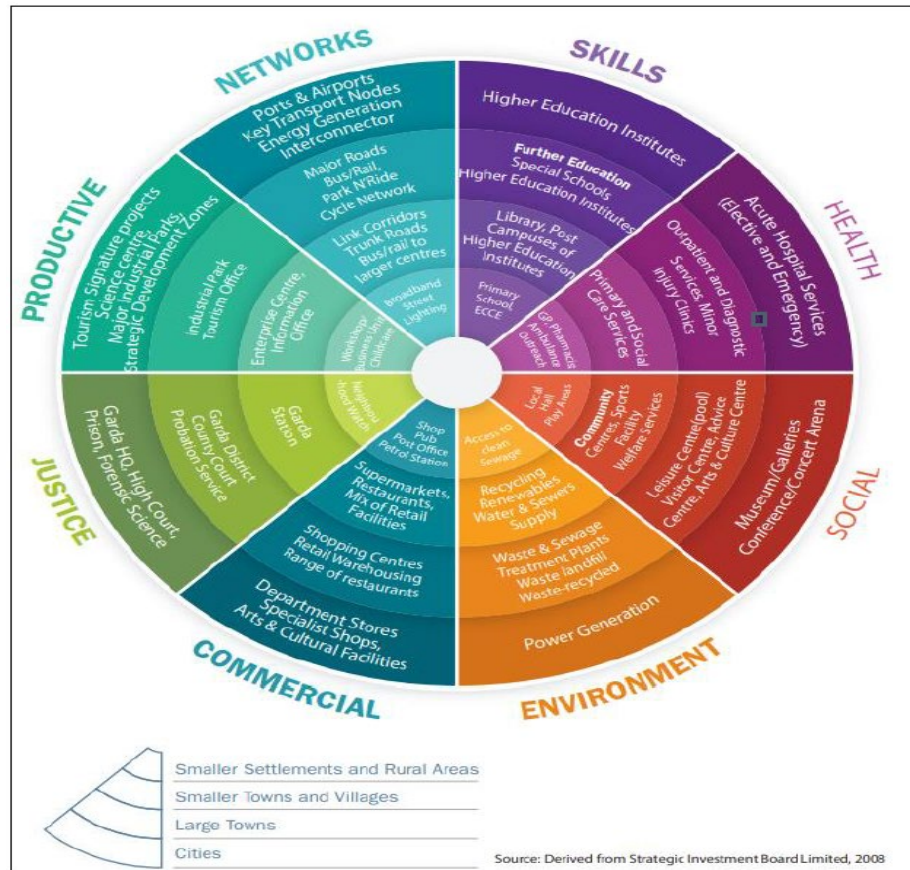 NETWORKS
Ports & Airports
Key Transport Nodes
Energy Generation
Interconnector
Major Roads
Bus/Rail,
Park N'Ride
Cycle Network
Link Corridors
Trunk Roads
Bus/rail to
larger centres
Broadband
Street
Lighting
SKILLS
Higher Education Institutes
Further Education
Special Schools
Higher Education Institutes
Library, Post
Campuses of
Higher Education
Institutes
Primary
School,
ECCE
HEALTH
Acute Hospital Services
(Elective and Emergency)
Outpatient and Diagnostic
Services, Minor
injury Clinics
Primary and Social
Care Services
GP Pharmacist
Ambulance
Outreach
SOCIAL
Museum/Galleries
Conference/Concert Arena
Leisure Centre(pool)
Visitor Centre, Advice
Centre, Arts & Culture Centre
Community
Centres, Sports
Facility
Welfare Services
Local
Hall
Play Areas
ENVIRONMENT
Access to
clean
Sewage
Recycling
Renewables
Water & Sewers
Supply
Waste & Sewage
Treatment Plants
Waste landfill
Waste-recycled
Power Generation
COMMERCIAL
Shop
Pub
Post Office
Petrol Station
Supermarkets,
Restaurants,
Mix of Retail
Facilities
Shopping Centres
Retail Warehousing
Range of restaurants
Department Stores
Specialist Shops,
Arts & Cultural Facilities
JUSTICE
Garda HQ, High Court,
Prison, Forensic Science
Garda District
County Court
Probation Service
Garda
Station
Neighbou
-hood Watch
PRODUCTIVE
Tourism Signature projects
Science centre
Major Industrial Parks,
Strategic Development Zones
Industrial Park
Tourism Office
Enterprise Centre,
Information
Office
Workshop/
Business Unit
Childcare
Smaller Settlements and Rural Areas
Smaller Towns and Villages
Large Towns
Cities
Source: Derived from Strategic Investment Board Limited, 2008